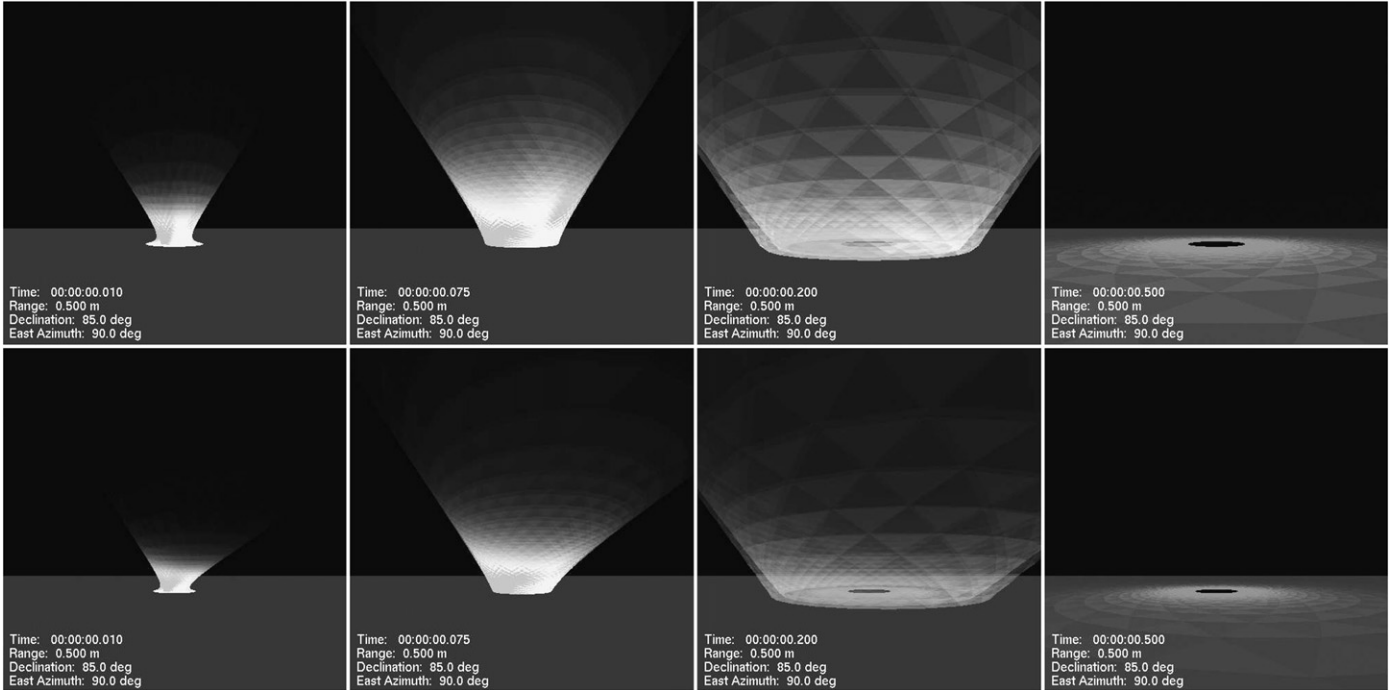 Time: 00:00:00.010
Range: 0.500 m
Declination: 85.0 deg
East Azimuth: 90.0 deg
Time: 00:00:00.075
Range: 0.500 m
Declination: 85.0 deg
East Azimuth: 90.0 deg
Time: 00:00:00.200
Range: 0.500 m
Declination: 85.0 deg
East Azimuth: 90.0 deg
Time: 00:00:00.500
Range: 0.500 m
Declination: 85.0 deg
East Azimuth: 90.0 deg
Time: 00:00:00.010
Range: 0.500 m
Declination: 85.0 deg
East Azimuth: 90.0 deg
Time: 00:00:00.075
Range: 0.500 m
Declination: 85.0 deg
East Azimuth: 90.0 deg
Time: 00:00:00.200
Range: 0.500 m
Declination: 85.0 deg
East Azimuth: 90.0 deg
Time: 00:00:00.500
Range: 0.500 m
Declination: 85.0 deg
East Azimuth: 90.0 deg